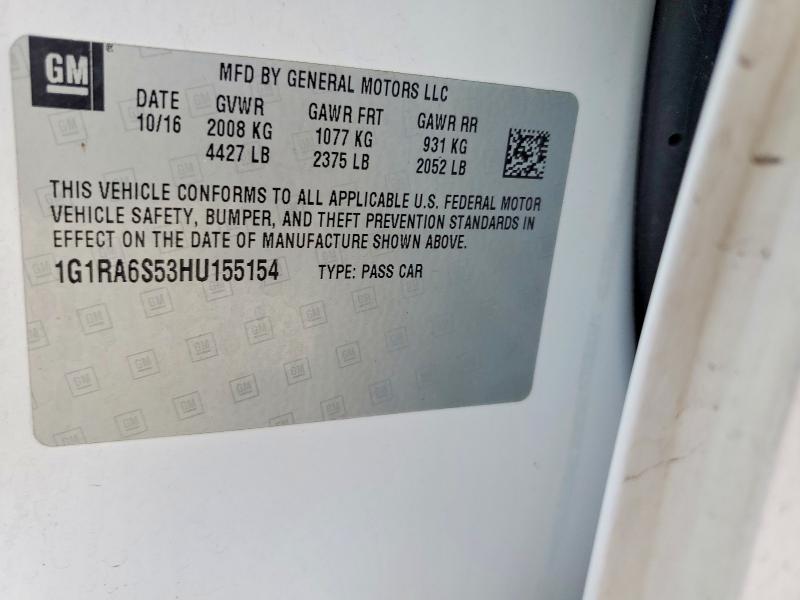 GM
MFD BY GENERAL MOTORS LLC
DATE GVWR GAWR FRT GAWR RR
10/16 2008 KG 1077 KG 931 KG
4427 LB 2375 LB 2052 LB
THIS VEHICLE CONFORMS TO ALL APPLICABLE U.S. FEDERAL MOTOR
VEHICLE SAFETY, BUMPER, AND THEFT PREVENTION STANDARDS IN
EFFECT ON THE DATE OF MANUFACTURE SHOWN ABOVE.
1G1RA6S53HU155154 TYPE: PASS CAR